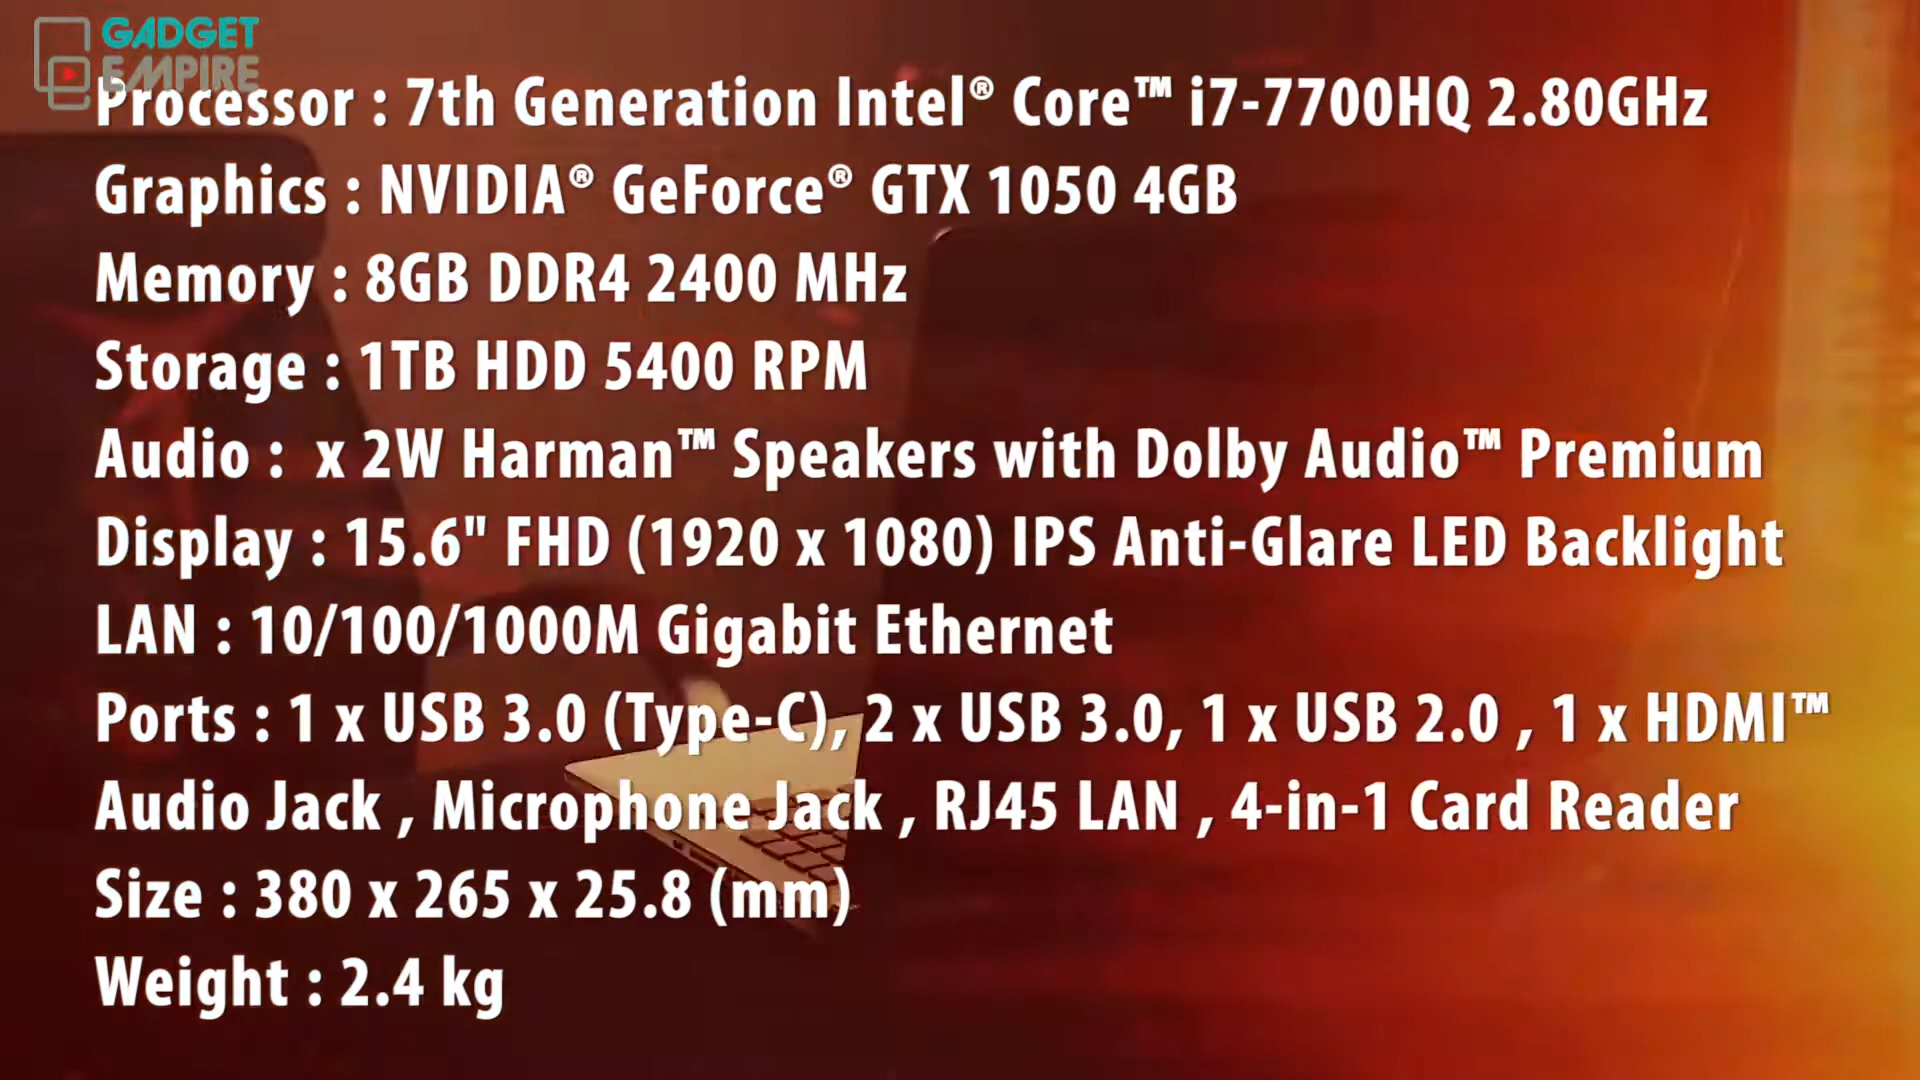 GADGET
EMPIRE
Processor : 7th Generation Intel® Core™ i7-7700HQ 2.80GHz
Graphics : NVIDIA® GeForce® GTX 1050 4GB
Memory : 8GB DDR4 2400 MHz
Storage : 1TB HDD 5400 RPM
Audio :  x 2W Harman™ Speakers with Dolby Audio™ Premium
Display : 15.6" FHD (1920 x 1080) IPS Anti-Glare LED Backlight
LAN : 10/100/1000M Gigabit Ethernet
Ports : 1 x USB 3.0 (Type-C), 2 x USB 3.0, 1 x USB 2.0 , 1 x HDMI™
Audio Jack , Microphone Jack , RJ45 LAN , 4-in-1 Card Reader
Size : 380 x 265 x 25.8 (mm)
Weight : 2.4 kg